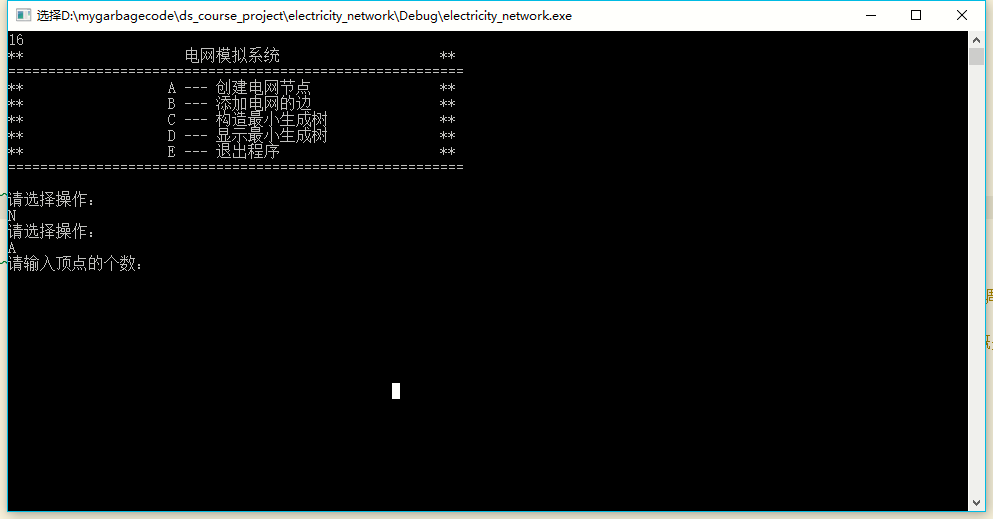 选择D:\mygarbagecode\ds_course_project\electricity_network\Debug\electricity_network.exe
16
** 电网模拟系统 **
=========================================================
** A --- 创建电网节点 **
** B --- 添加电网的边 **
** C --- 构造最小生成树 **
** D --- 显示最小生成树 **
** E --- 退出程序 **
=========================================================
请选择操作:
N
请选择操作:
A
请输入顶点的个数: